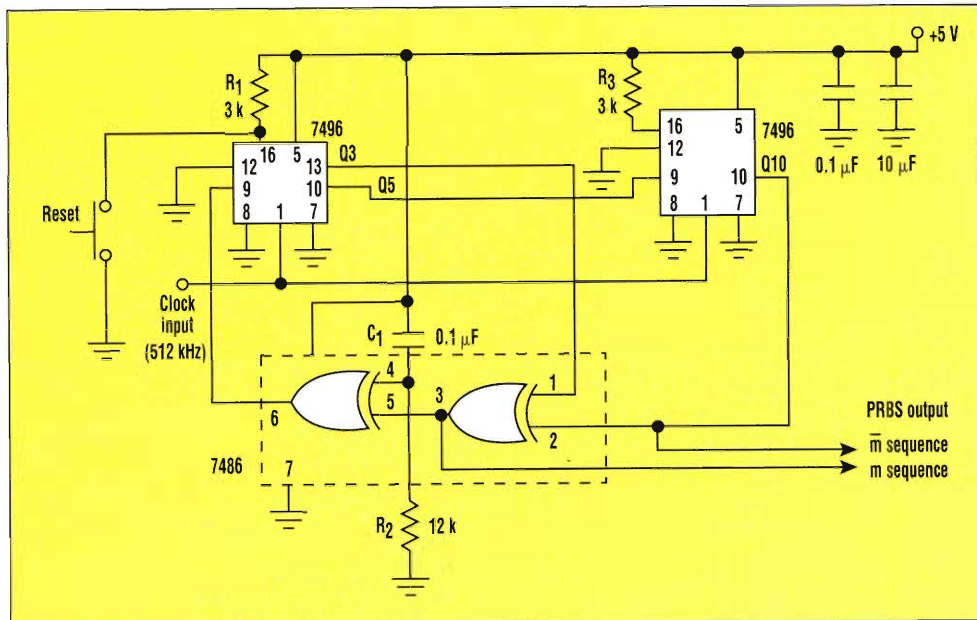 +5 V
R1
3 k
R3
3 k
7496
16 5
12 13
9 10
8 1 7
Q3
Q5
16 5
12
9 10
8 1 7
7496
Q10
0.1 µF
10 µF
Reset
Clock
input
(512 kHz)
C1
0.1 µF
4
5
6
3
1
2
7486
7
R2
12 k
PRBS output
m̅ sequence
m sequence